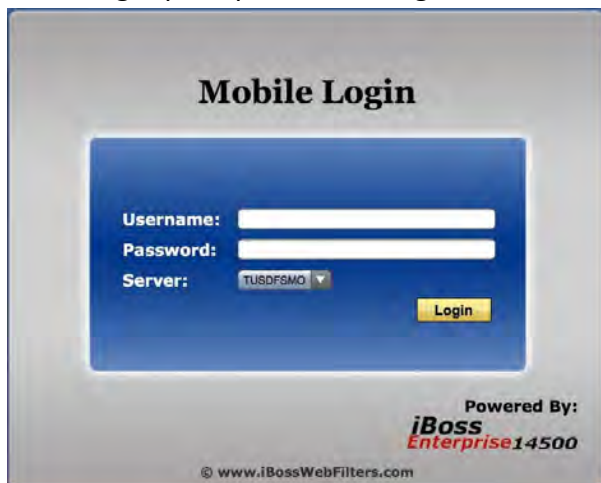 Mobile Login
Username:
Password:
Server: TUSDFSMO
Login
Powered By:
iBoss
Enterprise14500
© www.iBossWebFilters.com